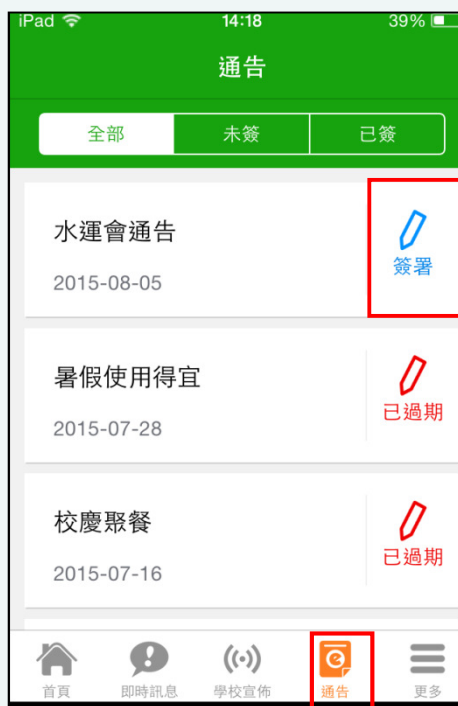 iPad 14:18 39%
通告
全部 未簽 已簽
水運會通告
簽署
2015-08-05
暑假使用得宜
已過期
2015-07-28
校慶聚餐
已過期
2015-07-16
首頁 即時訊息 學校宣佈 通告 更多